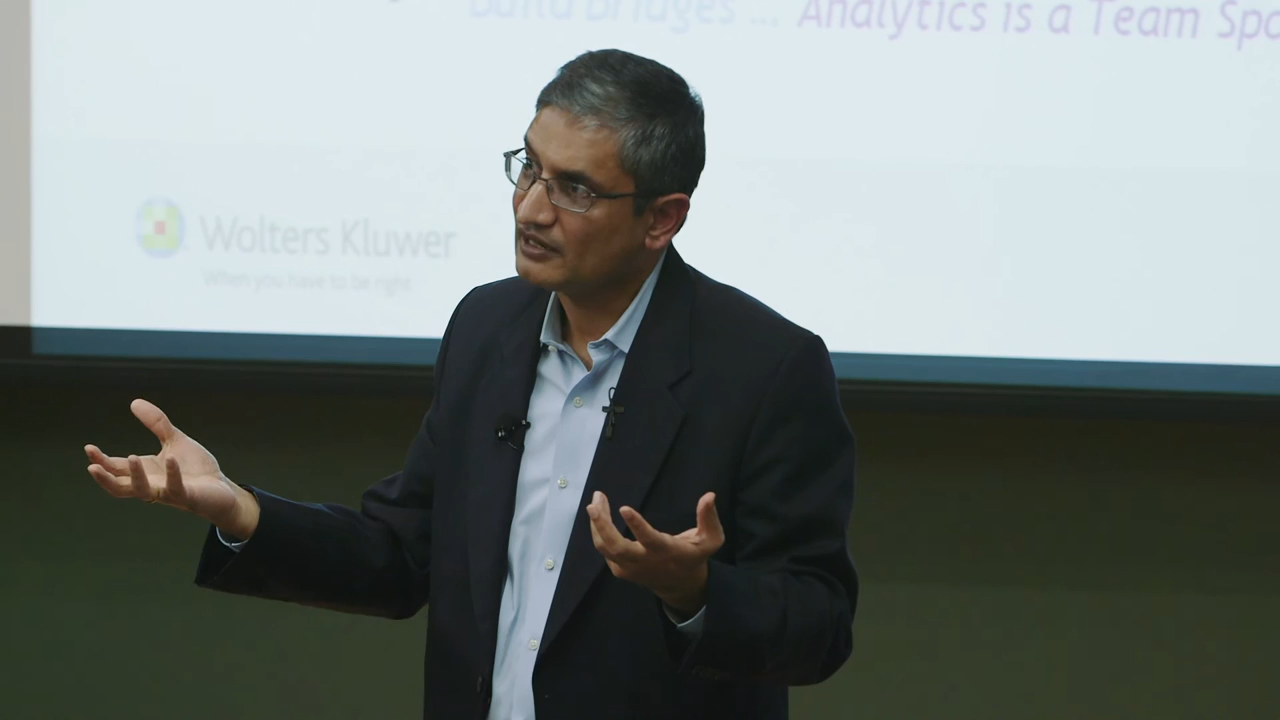 Build Bridges ... Analytics is a Team Spo
Wolters Kluwer
When you have to be right